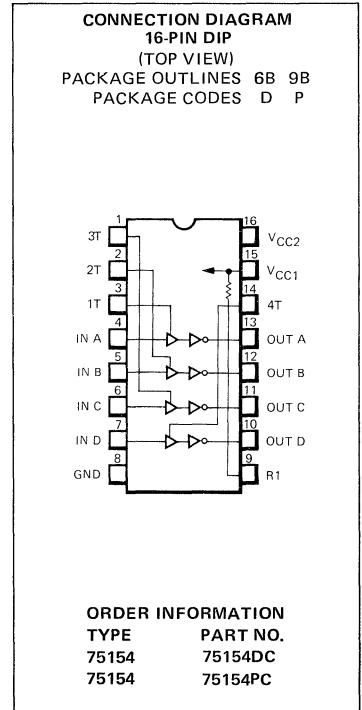 CONNECTION DIAGRAM
16-PIN DIP
(TOP VIEW)
PACKAGE OUTLINES 6B 9B
PACKAGE CODES D P
1 16
3T VCC2
2 15
2T VCC1
3 14
1T 4T
4 13
IN A OUT A
5 12
IN B OUT B
6 11
IN C OUT C
7 10
IN D OUT D
8 9
GND R1
ORDER INFORMATION
TYPE PART NO.
75154 75154DC
75154 75154PC